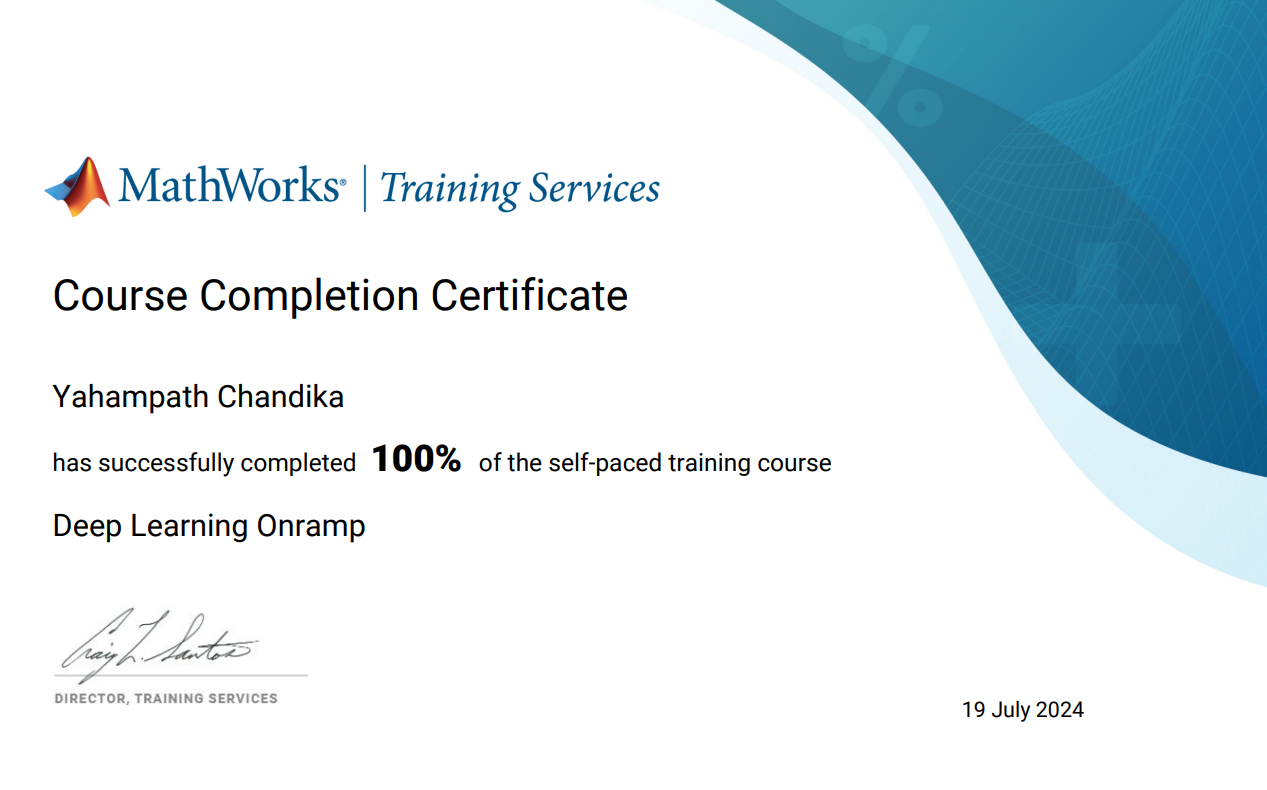 %
MathWorks® | Training Services
Course Completion Certificate
Yahampath Chandika
has successfully completed 100% of the self-paced training course
Deep Learning Onramp
Craig L. Santos
DIRECTOR, TRAINING SERVICES
19 July 2024